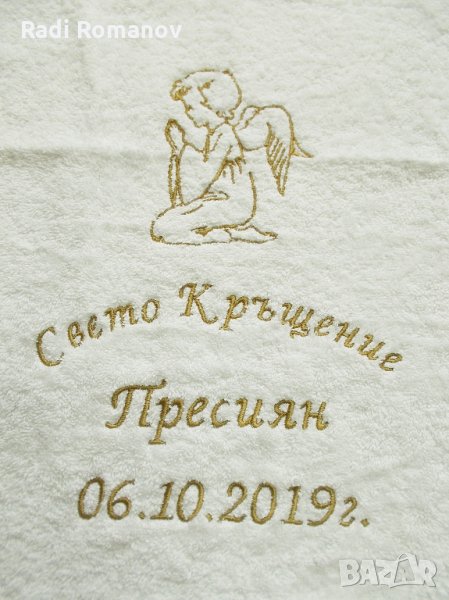 Radi Romanov
Свето Кръщение
Пресиян
06.10.2019г.
BAZAR